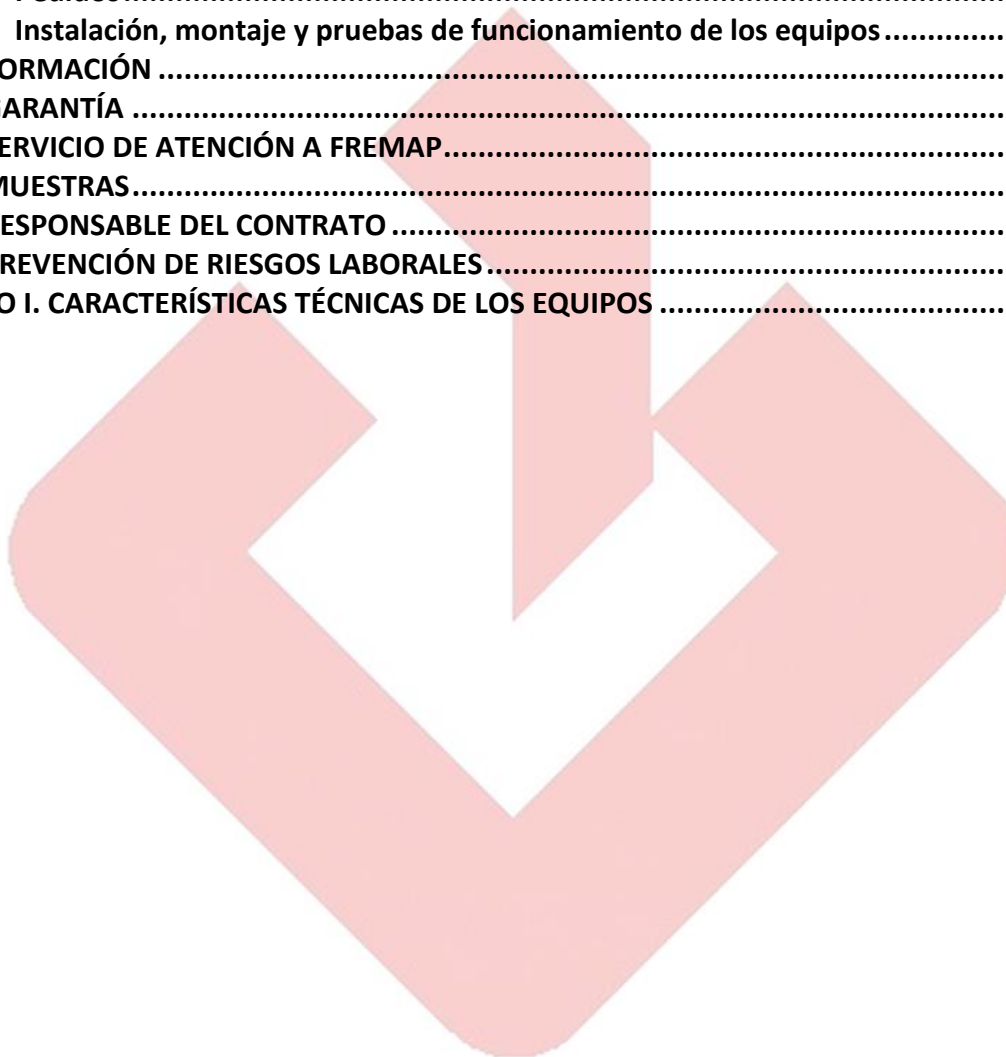 Instalación, montaje y pruebas de funcionamiento de los equipos..............
ORMACIÓN..............................................................................................
GARANTÍA..............................................................................................
ERVICIO DE ATENCIÓN A FREMAP...............................................................
MUESTRAS..............................................................................................
ESPONSABLE DEL CONTRATO.....................................................................
REVENCIÓN DE RIESGOS LABORALES..........................................................
O I. CARACTERÍSTICAS TÉCNICAS DE LOS EQUIPOS......................................